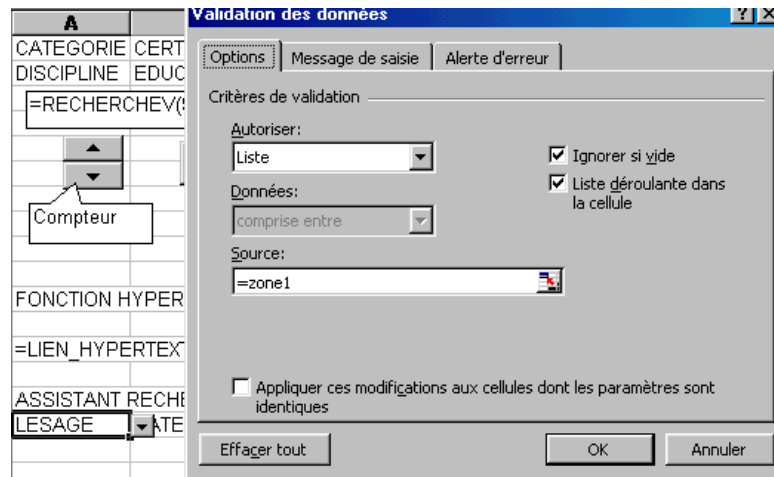 A
CATEGORIE CERT
DISCIPLINE EDUC
=RECHERCHEV(
Compteur
FONCTION HYPER
=LIEN_HYPERTEX
ASSISTANT RECHE
LESAGE ATE
Validation des données
Options Message de saisie Alerte d'erreur
Critères de validation
Autoriser:
Liste
Ignorer si vide
Données:
Liste déroulante dans
la cellule
comprise entre
Source:
=zone1
Appliquer ces modifications aux cellules dont les paramètres sont
identiques
Effacer tout OK Annuler